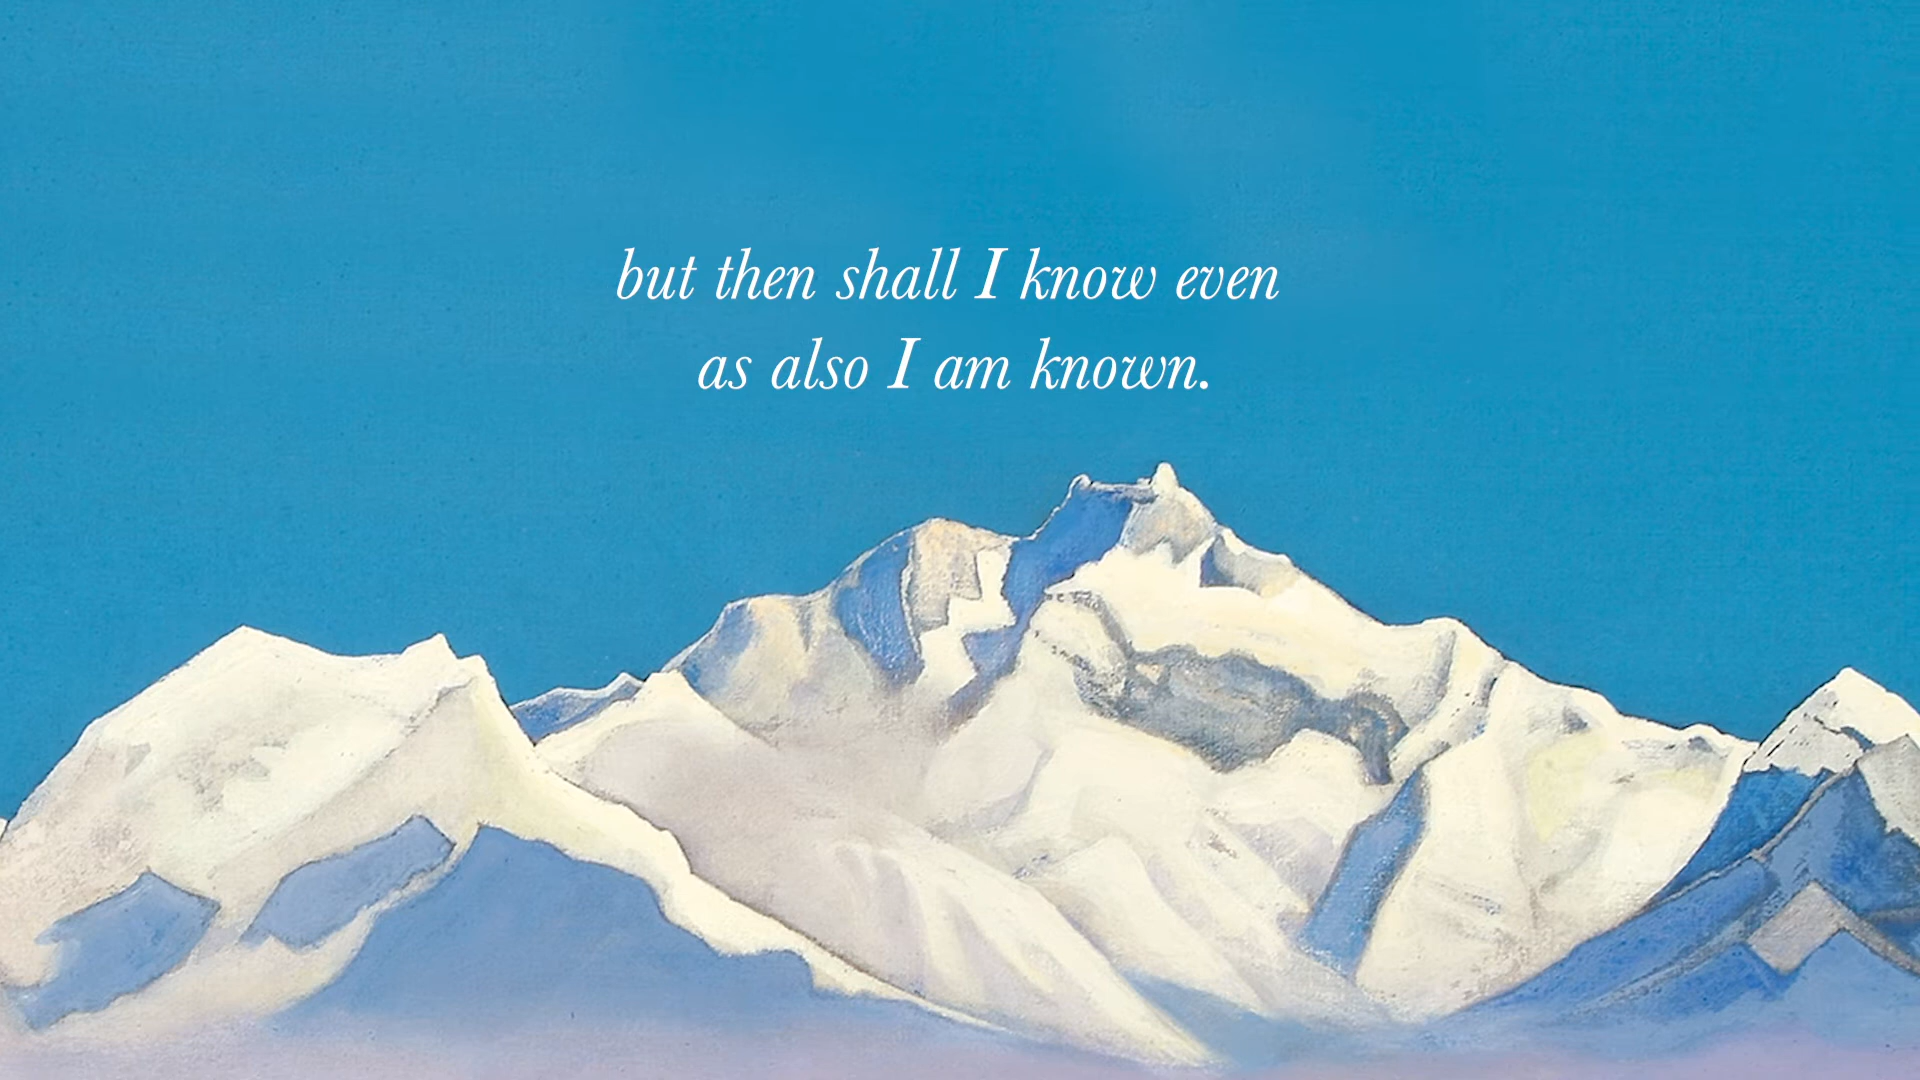 but then shall I know even
as also I am known.